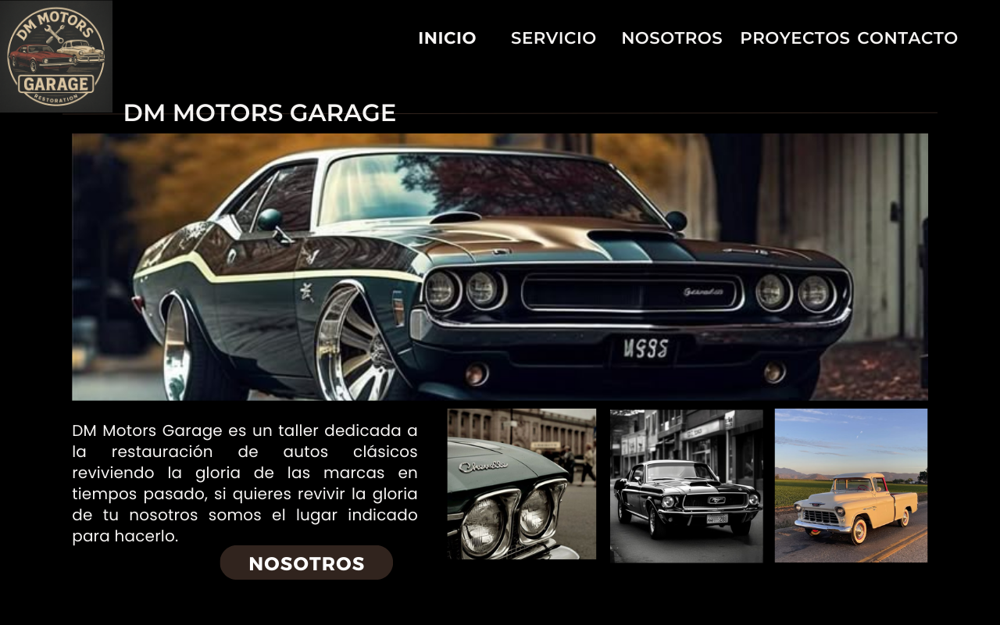 DM MOTORS
GARAGE
RESTORATION
INICIO SERVICIO NOSOTROS PROYECTOS CONTACTO
DM MOTORS GARAGE
DM Motors Garage es un taller dedicada a
la restauración de autos clásicos
reviviendo la gloria de las marcas en
tiempos pasado, si quieres revivir la gloria
de tu nosotros somos el lugar indicado
para hacerlo.
NOSOTROS
Chevelle